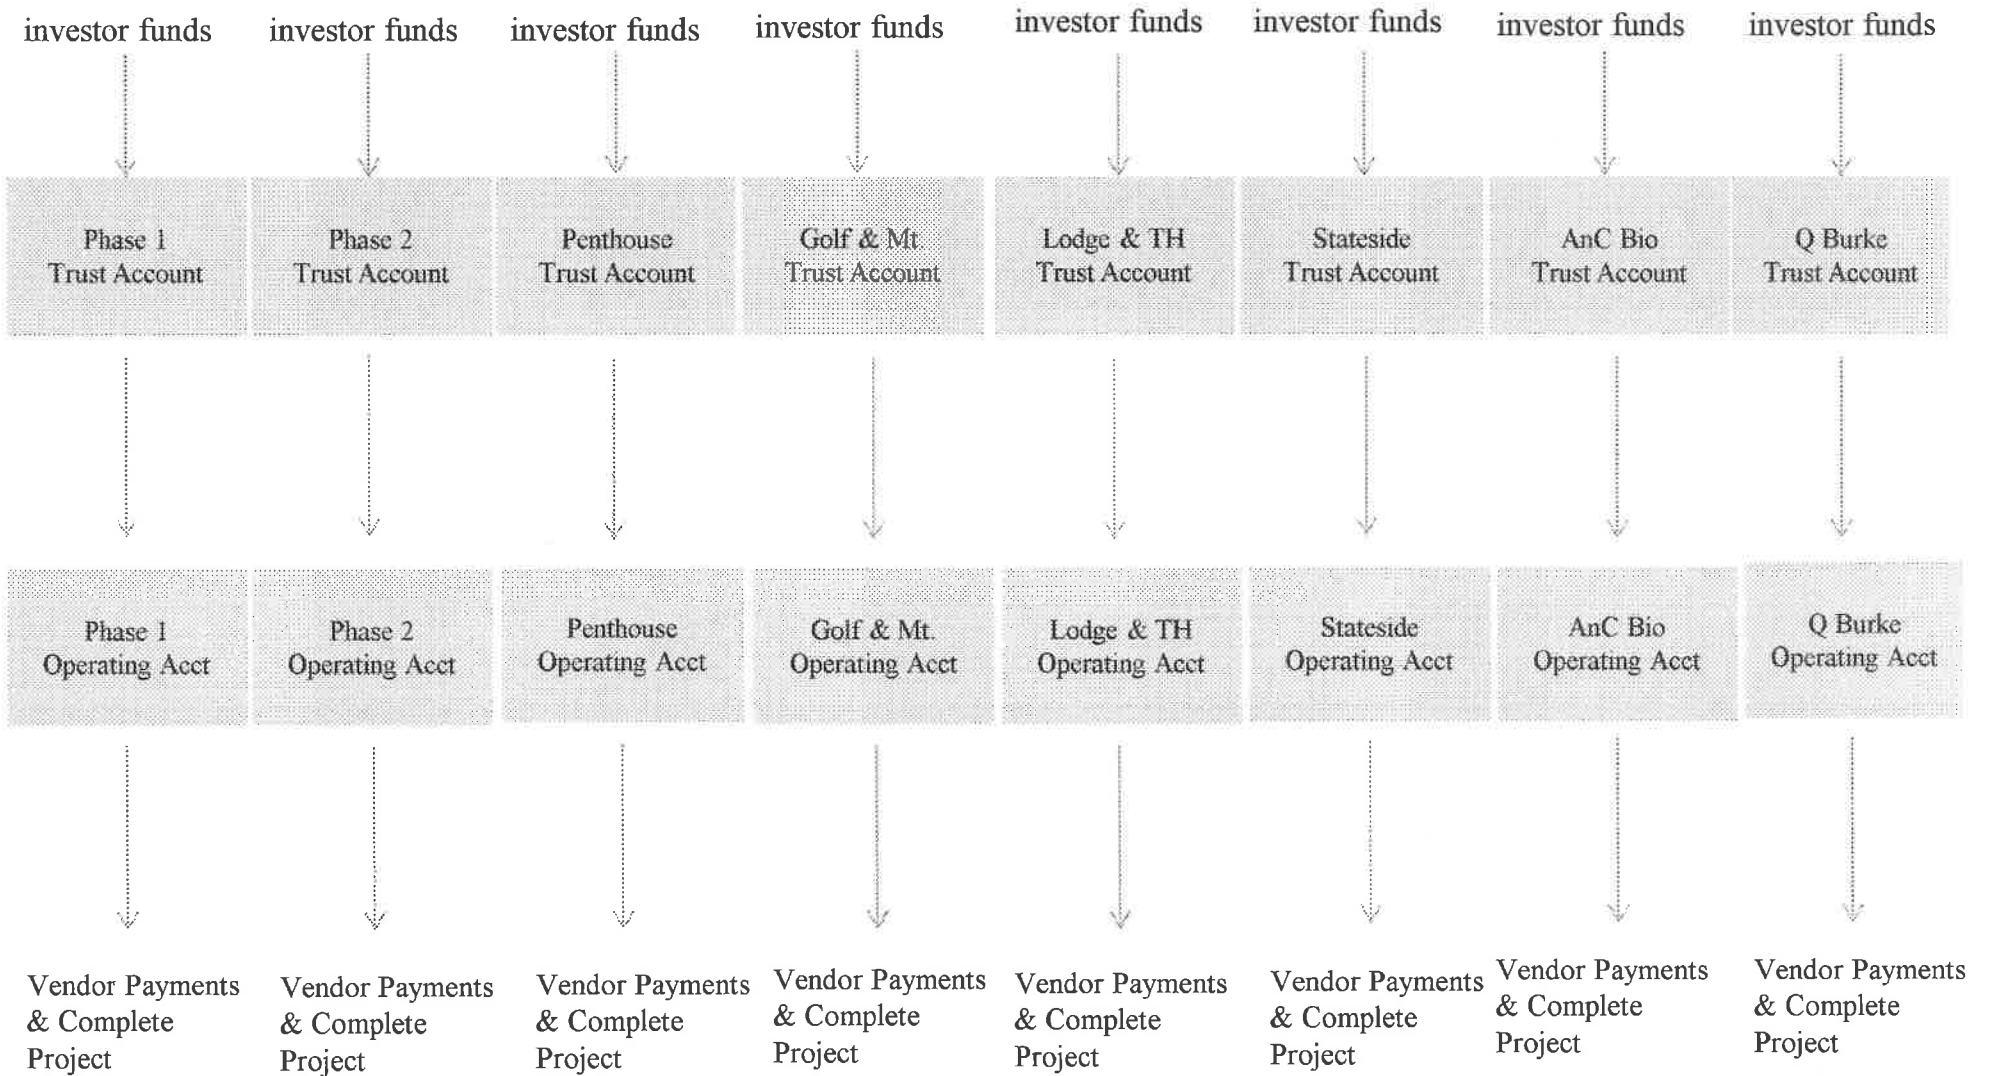 investor funds
investor funds
investor funds
investor funds
investor funds
investor funds
investor funds
investor funds
Phase 1
Trust Account
Phase 2
Trust Account
Penthouse
Trust Account
Golf & Mt
Trust Account
Lodge & TH
Trust Account
Stateside
Trust Account
AnC Bio
Trust Account
Q Burke
Trust Account
Phase 1
Operating Acct
Phase 2
Operating Acct
Penthouse
Operating Acct
Golf & Mt.
Operating Acct
Lodge & TH
Operating Acct
Stateside
Operating Acct
AnC Bio
Operating Acct
Q Burke
Operating Acct
Vendor Payments
& Complete
Project
Vendor Payments
& Complete
Project
Vendor Payments
& Complete
Project
Vendor Payments
& Complete
Project
Vendor Payments
& Complete
Project
Vendor Payments
& Complete
Project
Vendor Payments
& Complete
Project
Vendor Payments
& Complete
Project